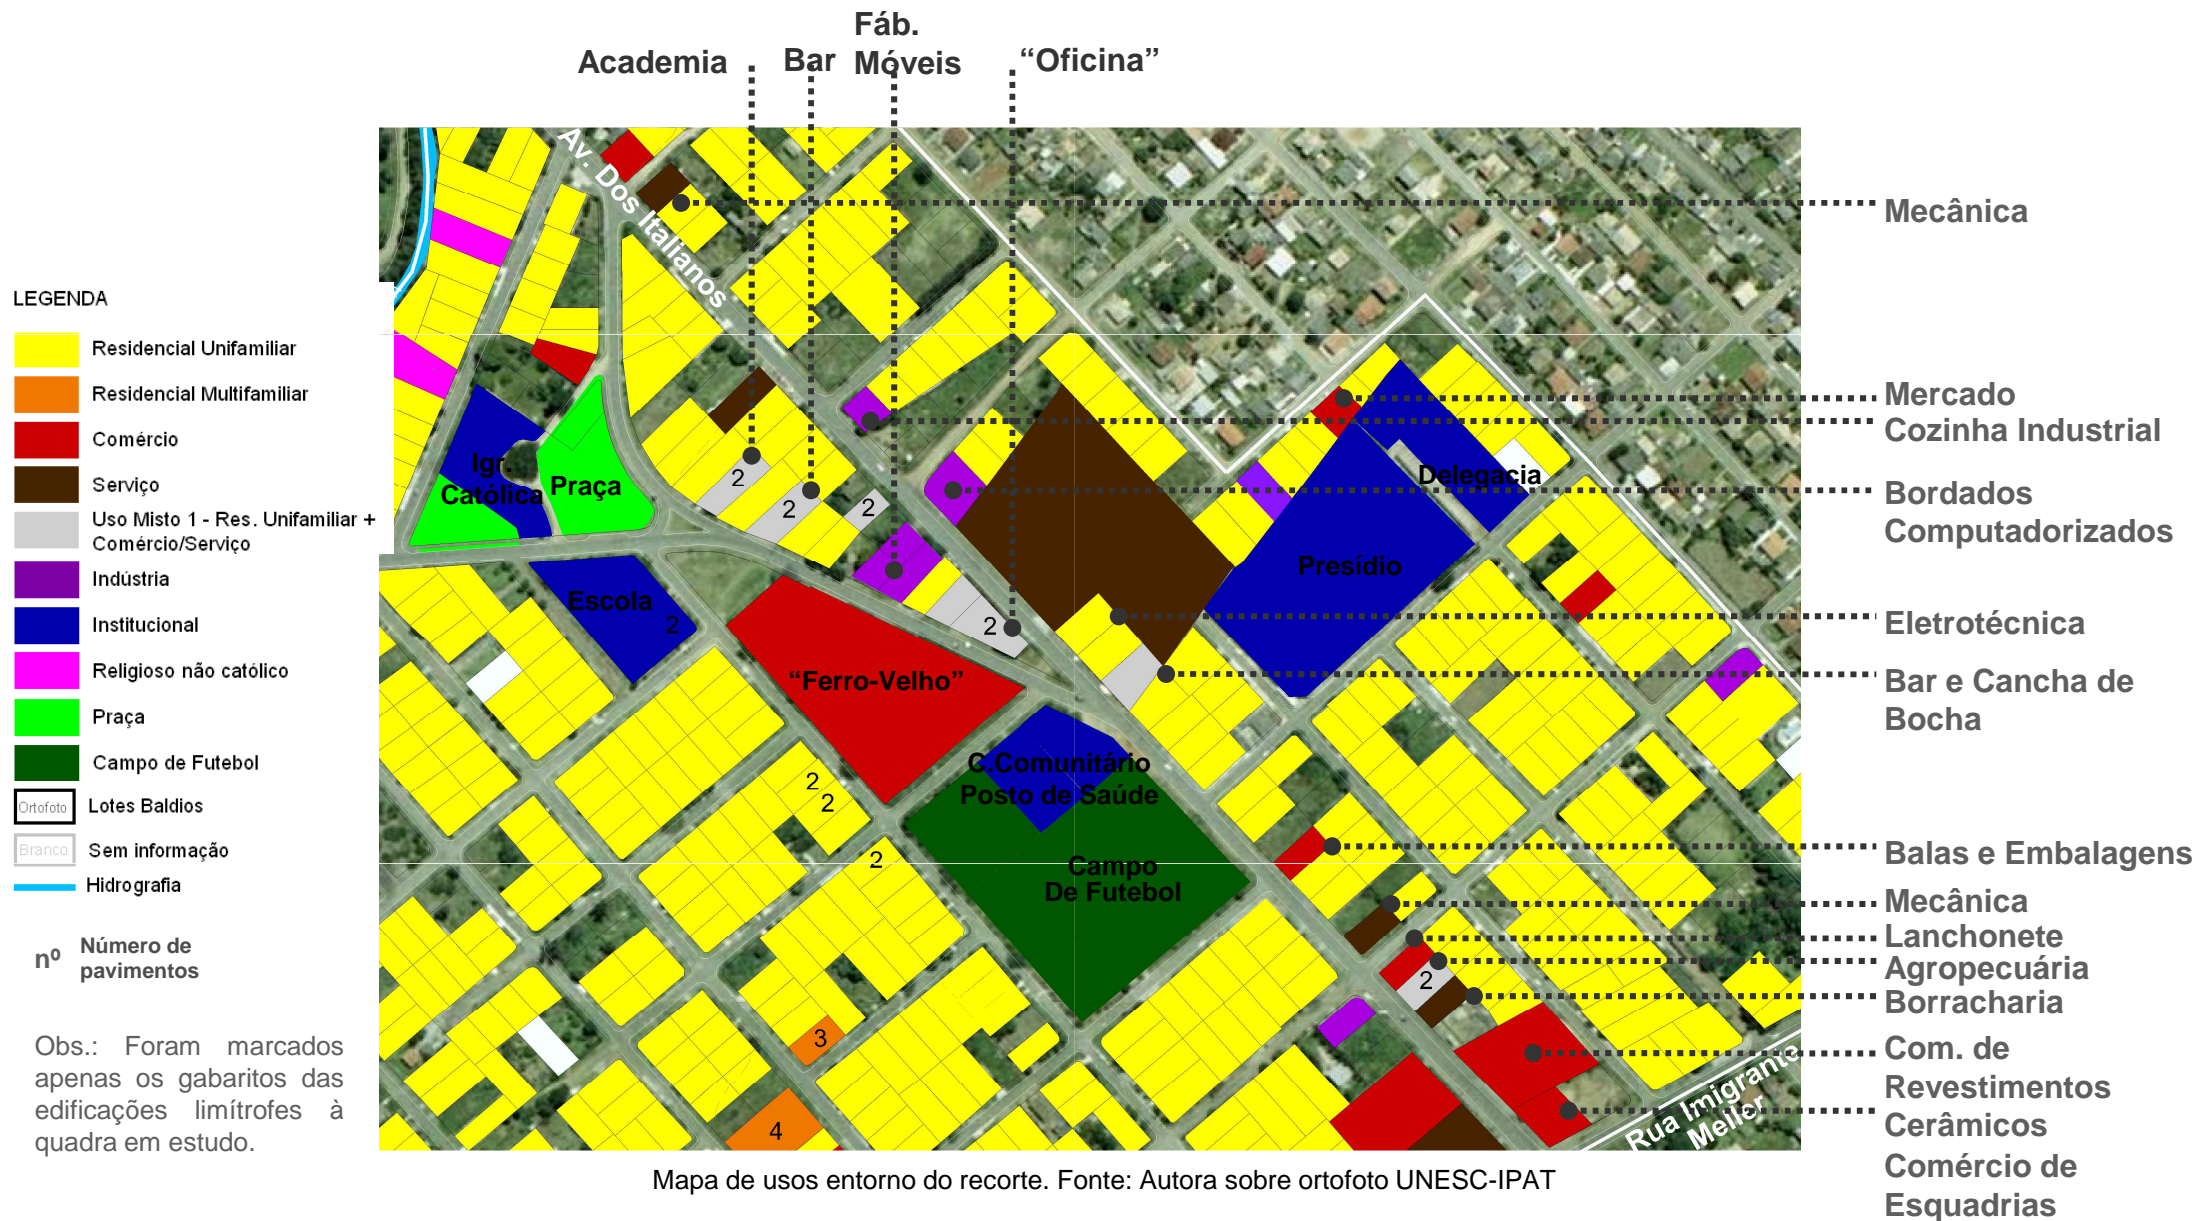 Fáb.
Academia
Bar
Móveis
“Oficina”
Av. Dos Italianos
Mecânica
LEGENDA
Residencial Unifamiliar
Residencial Multifamiliar
Comércio
Serviço
Uso Misto 1 - Res. Unifamiliar +
Comércio/Serviço
Indústria
Institucional
Religioso não católico
Praça
Campo de Futebol
Ortofoto
Lotes Baldios
Branco
Sem informação
Hidrografia
nº
Número de
pavimentos
Obs.: Foram marcados
apenas os gabaritos das
edificações limítrofes à
quadra em estudo.
Igr.
Católica
Praça
2
2
2
Escola
2
2
“Ferro-Velho”
Delegacia
Presídio
C.Comunitário
Posto de Saúde
Campo
De Futebol
2
2
2
2
3
4
Rua Imigrante
Meller
Mercado
Cozinha Industrial
Bordados
Computadorizados
Eletrotécnica
Bar e Cancha de
Bocha
Balas e Embalagens
Mecânica
Lanchonete
Agropecuária
Borracharia
Com. de
Revestimentos
Cerâmicos
Comércio de
Esquadrias
Mapa de usos entorno do recorte. Fonte: Autora sobre ortofoto UNESC-IPAT